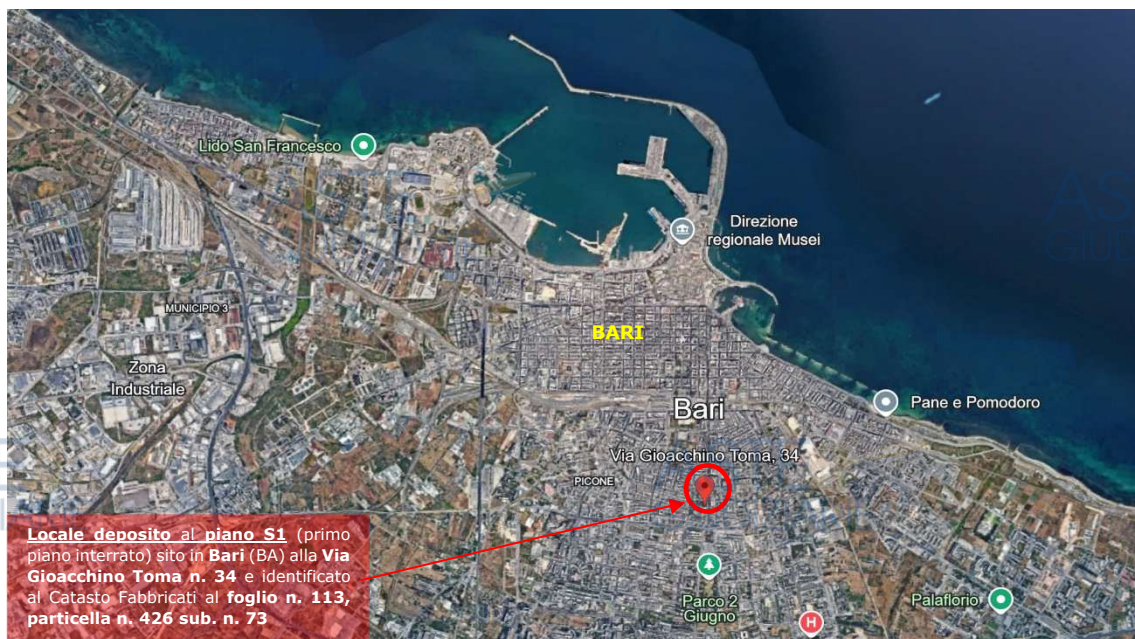 Lido San Francesco
Direzione
regionale Musei
MUNICIPIO 3
BARI
Zona
Industriale
Bari
Pane e Pomodoro
Via Gioacchino Toma, 34
PICONE
Locale deposito al piano S1 (primo
piano interrato) sito in Bari (BA) alla Via
Gioacchino Toma n. 34 e identificato
al Catasto Fabbricati al foglio n. 113,
particella n. 426 sub. n. 73
Parco 2
Giugno
Palaflorio
H